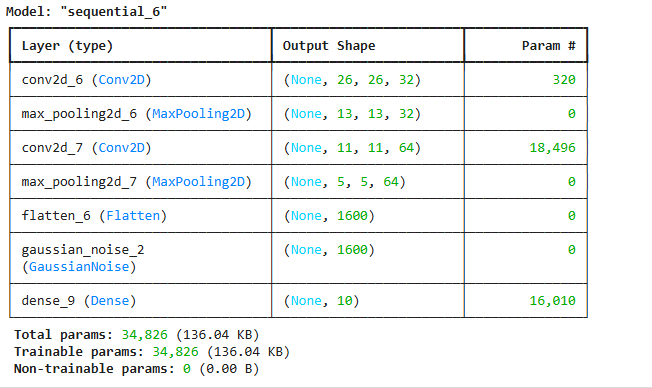 Model: "sequential_6"
Layer (type) Output Shape Param #
conv2d_6 (Conv2D) (None, 26, 26, 32) 320
max_pooling2d_6 (MaxPooling2D) (None, 13, 13, 32) 0
conv2d_7 (Conv2D) (None, 11, 11, 64) 18,496
max_pooling2d_7 (MaxPooling2D) (None, 5, 5, 64) 0
flatten_6 (Flatten) (None, 1600) 0
gaussian_noise_2 (None, 1600) 0
(GaussianNoise)
dense_9 (Dense) (None, 10) 16,010
Total params: 34,826 (136.04 KB)
Trainable params: 34,826 (136.04 KB)
Non-trainable params: 0 (0.00 B)